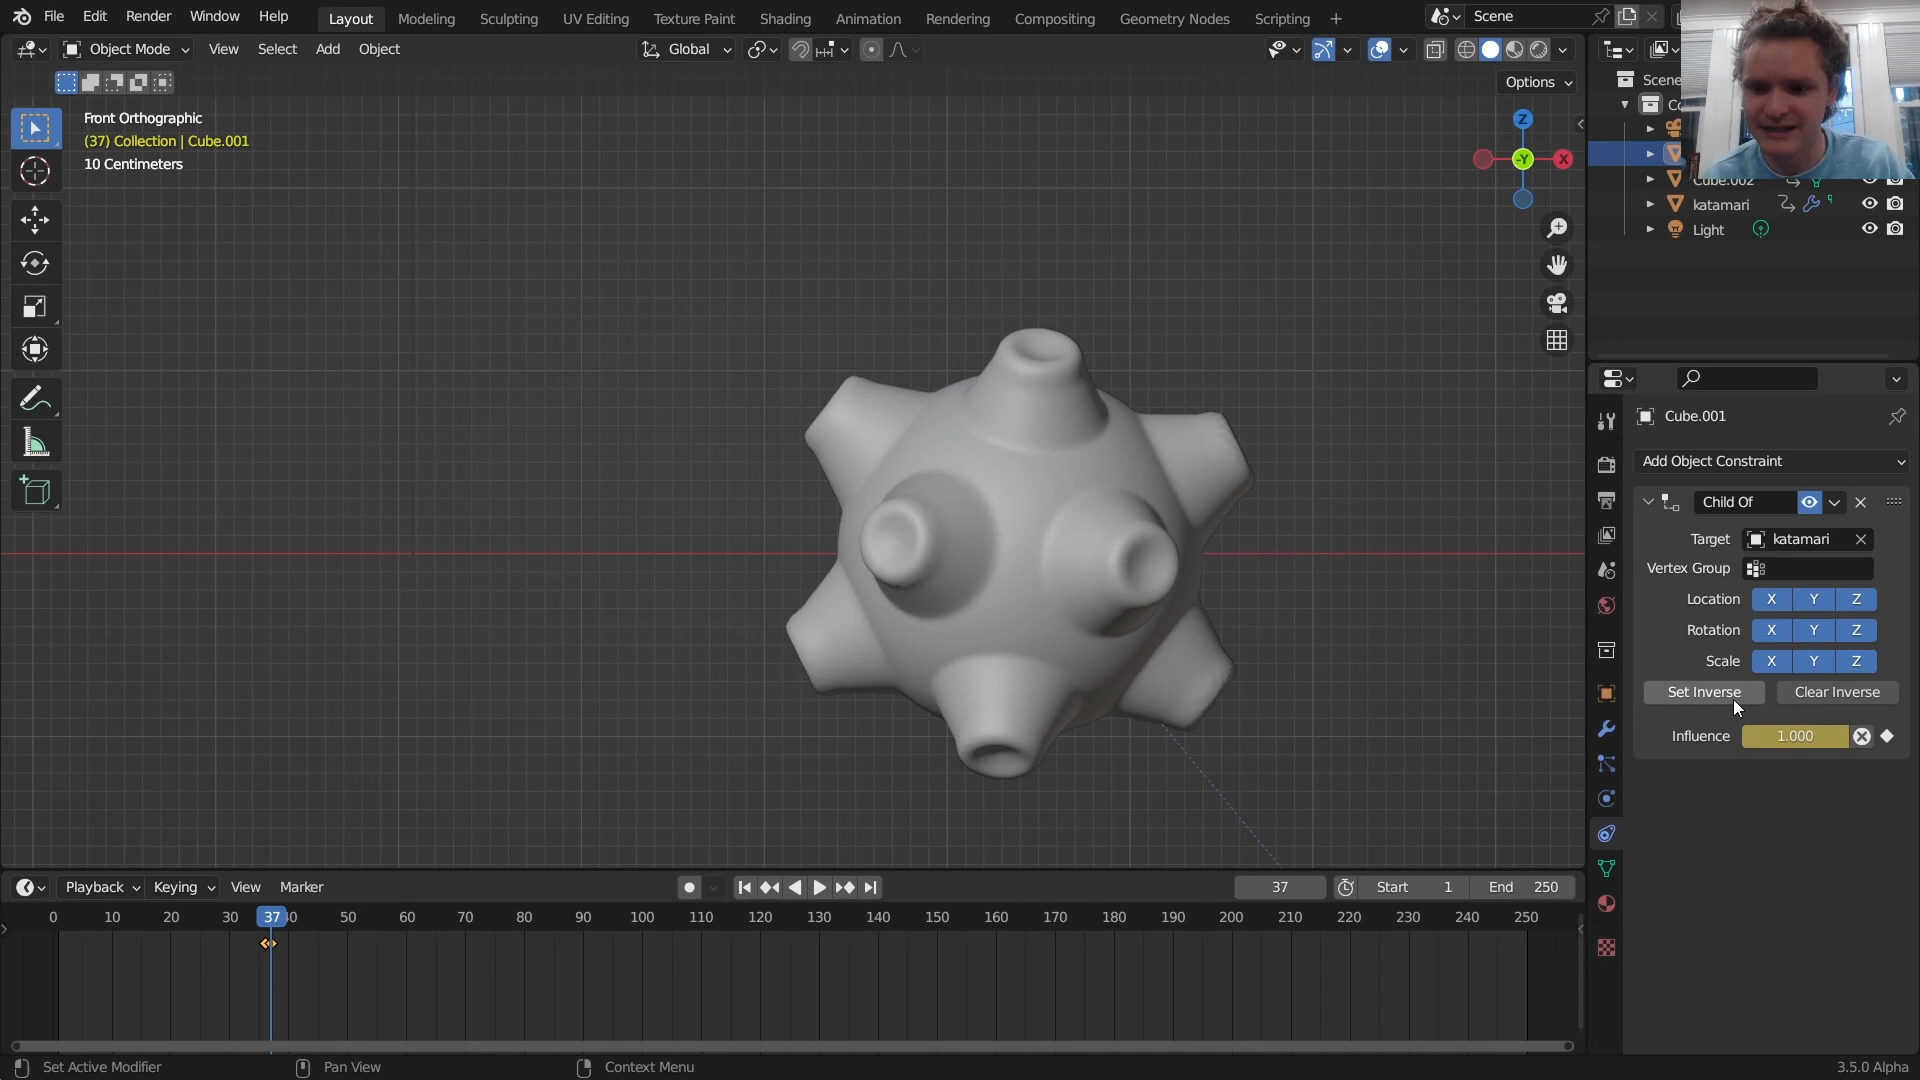 File Edit Render Window Help
Layout Modeling Sculpting UV Editing Texture Paint Shading Animation Rendering Compositing Geometry Nodes Scripting
Scene
Object Mode View Select Add Object
Global
Options
Front Orthographic
(37) Collection | Cube.001
10 Centimeters
Z
-Y
X
Scene
Cube.002
katamari
Light
Cube.001
Add Object Constraint
Child Of
Target katamari
Vertex Group
Location X Y Z
Rotation X Y Z
Scale X Y Z
Set Inverse Clear Inverse
Influence 1.000
Playback Keying View Marker
37 Start 1 End 250
0 10 20 30 37 50 60 70 80 90 100 110 120 130 140 150 160 170 180 190 200 210 220 230 240 250
Set Active Modifier Pan View Context Menu 3.5.0 Alpha